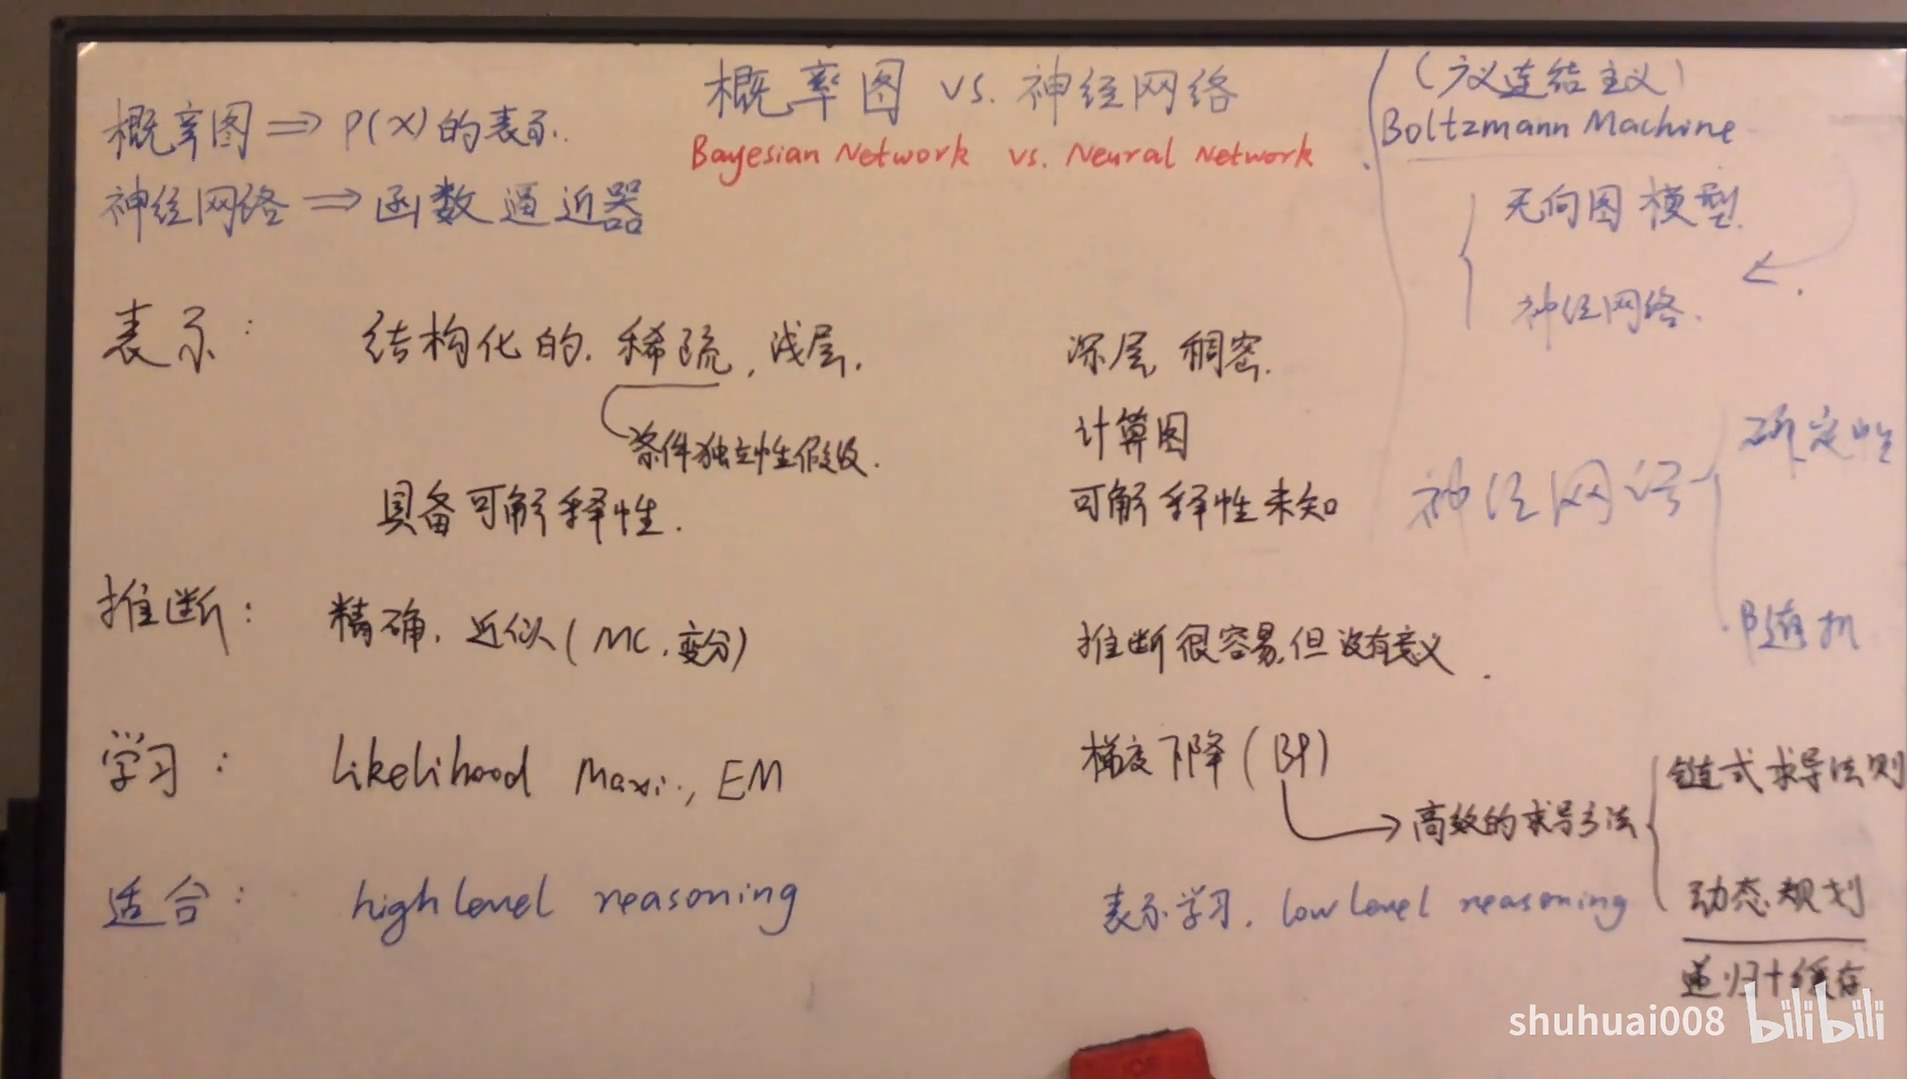 概率图 vs. 神经网络
Bayesian Network vs. Neural Network
概率图 ⇒ P(X)的表示.
神经网络 ⇒ 函数逼近器
(广义连结主义)
Boltzmann Machine
无向图模型.
神经网络.
表示: 结构化的. 稀疏, 浅层.
条件独立性假设.
具备可解释性.
深层 稠密.
计算图
可解释性未知
神经网络
确定性
随机
推断: 精确, 近似(MC, 变分)
推断很容易, 但没有意义.
学习: Likelihood Maxi., EM
梯度下降(BP)
→ 高效的求导方法
链式求导法则
动态规划
递归+缓存
适合: high level reasoning
表示学习. low level reasoning
shuhuai008 bilibili